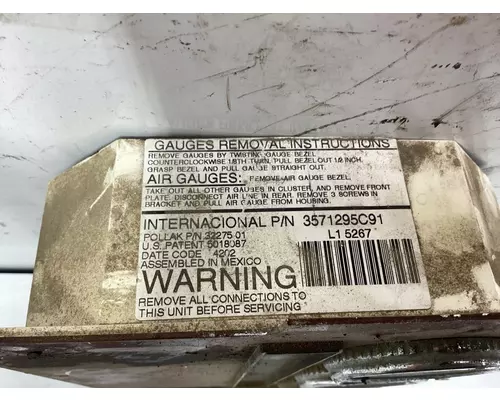 GAUGES REMOVAL INSTRUCTIONS
REMOVE GAUGES BY TWISTING GAUGE BEZEL
COUNTERCLOCKWISE 1/8TH TURN. PULL BEZEL OUT 1/2 INCH.
GRASP BEZEL AND PULL GAUGE STRAIGHT OUT.
AIR GAUGES: REMOVE AIR GAUGE BEZEL.
TAKE OUT ALL OTHER GAUGES IN CLUSTER, AND REMOVE FRONT
PLATE. DISCONNECT AIR LINE IN REAR. REMOVE 3 SCREWS IN
BRACKET AND PULL AIR GAUGE FROM HOUSING.
INTERNACIONAL P/N 3571295C91
POLLAK P/N 32275 01 L1 5267
U.S. PATENT 5018087
DATE CODE 4202
ASSEMBLED IN MEXICO
WARNING
REMOVE ALL CONNECTIONS TO
THIS UNIT BEFORE SERVICING